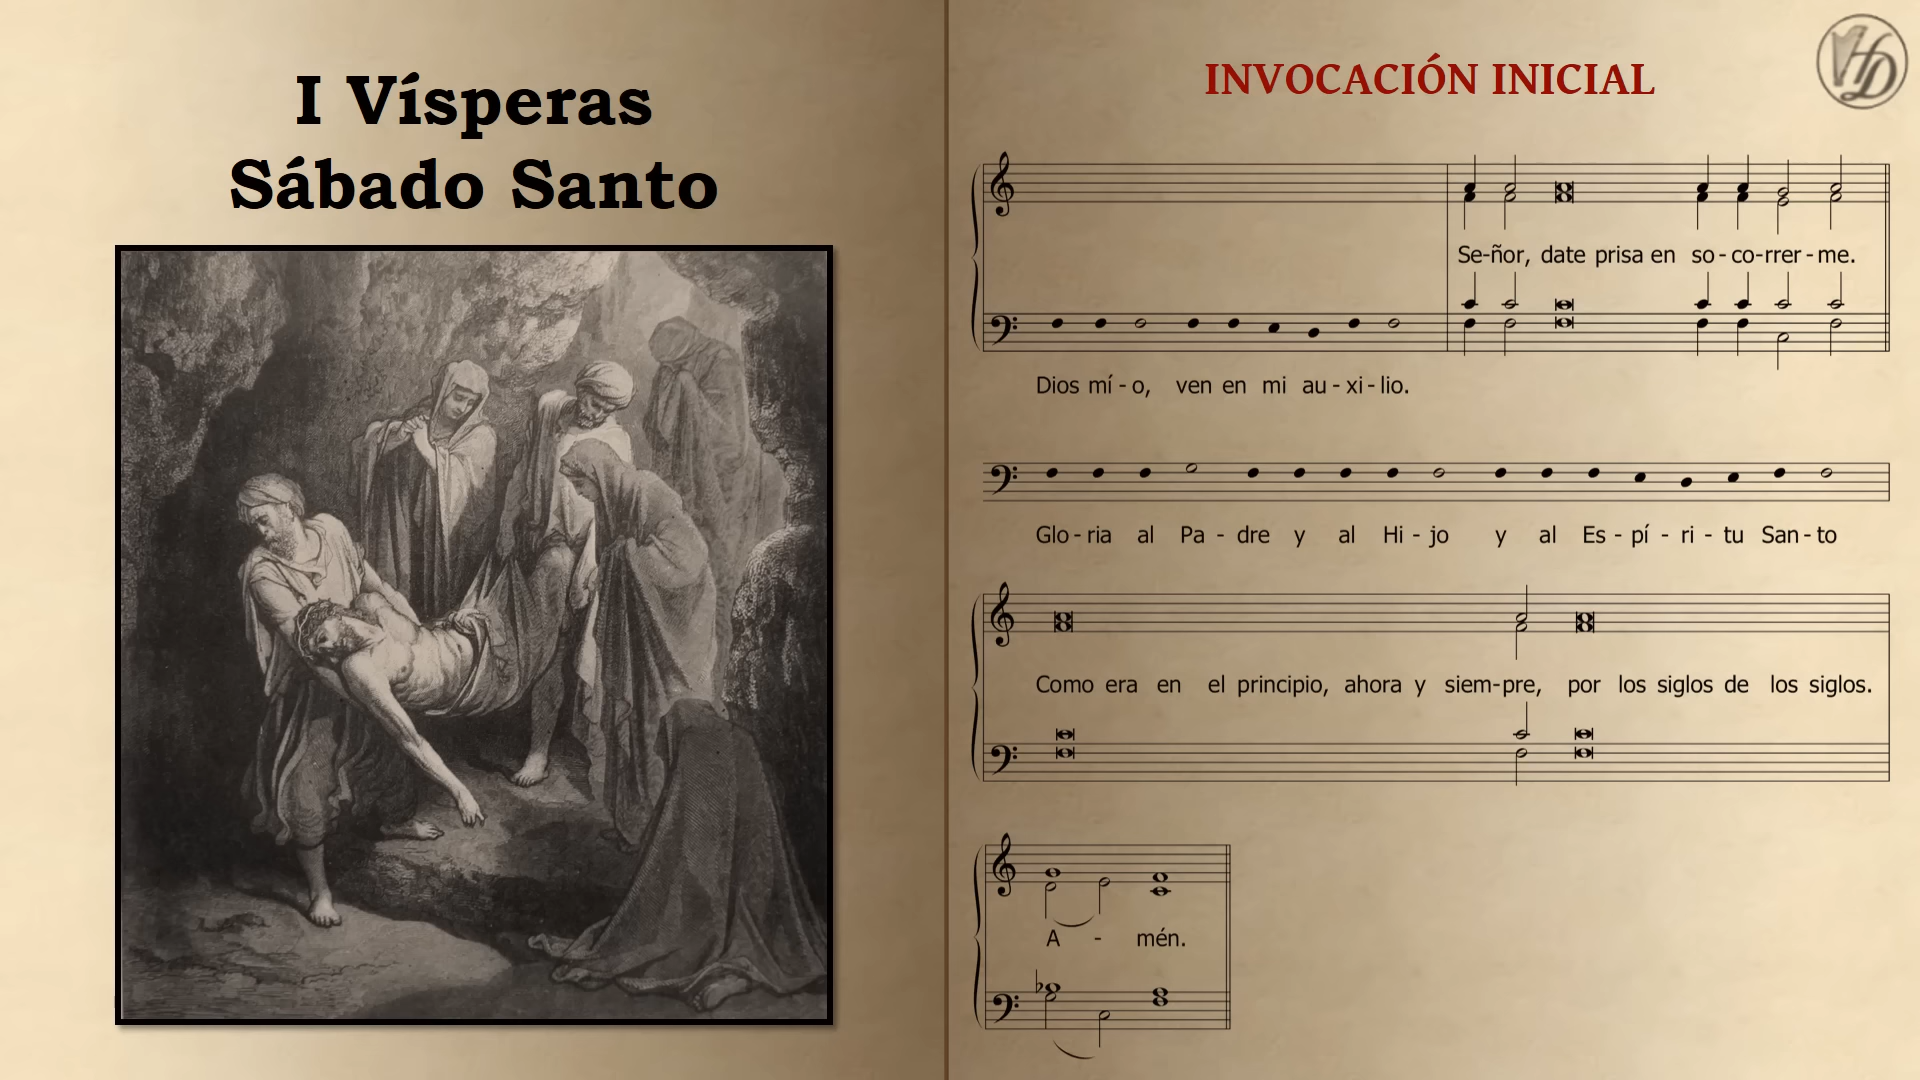 I Vísperas
Sábado Santo
INVOCACIÓN INICIAL
HD
Se-ñor, date prisa en so-co-rrer-me.
Dios mí-o, ven en mi au-xi-lio.
Glo-ria al Pa-dre y al Hi-jo y al Es-pí-ri-tu San-to
Como era en el principio, ahora y siem-pre, por los siglos de los siglos.
A - mén.